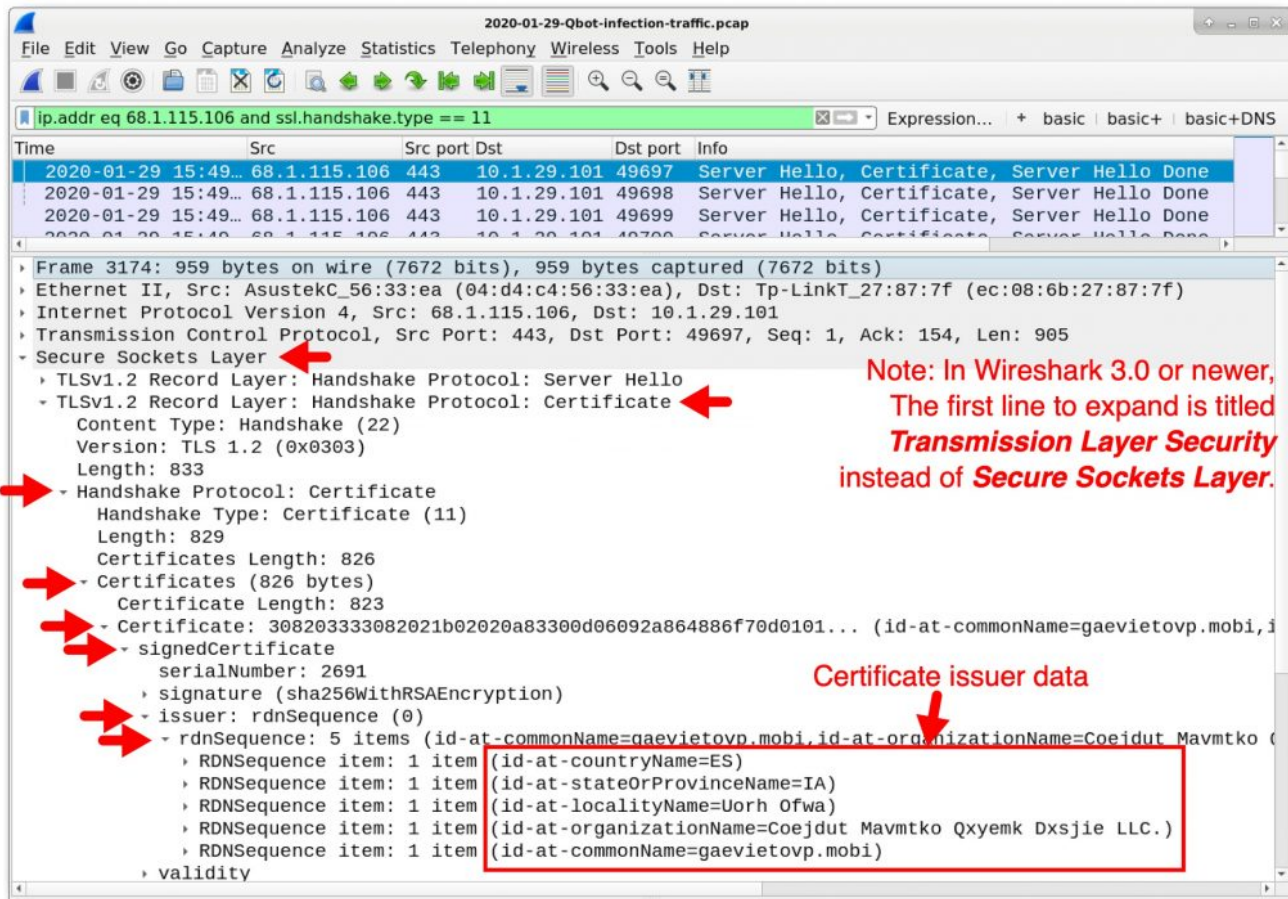 2020-01-29-Qbot-infection-traffic.pcap
File Edit View Go Capture Analyze Statistics Telephony Wireless Tools Help
ip.addr eq 68.1.115.106 and ssl.handshake.type == 11 Expression... + basic basic+ basic+DNS
Time Src Src port Dst Dst port Info
2020-01-29 15:49… 68.1.115.106 443 10.1.29.101 49697 Server Hello, Certificate, Server Hello Done
2020-01-29 15:49… 68.1.115.106 443 10.1.29.101 49698 Server Hello, Certificate, Server Hello Done
2020-01-29 15:49… 68.1.115.106 443 10.1.29.101 49699 Server Hello, Certificate, Server Hello Done
Frame 3174: 959 bytes on wire (7672 bits), 959 bytes captured (7672 bits)
Ethernet II, Src: AsustekC_56:33:ea (04:d4:c4:56:33:ea), Dst: Tp-LinkT_27:87:7f (ec:08:6b:27:87:7f)
Internet Protocol Version 4, Src: 68.1.115.106, Dst: 10.1.29.101
Transmission Control Protocol, Src Port: 443, Dst Port: 49697, Seq: 1, Ack: 154, Len: 905
Secure Sockets Layer
TLSv1.2 Record Layer: Handshake Protocol: Server Hello
TLSv1.2 Record Layer: Handshake Protocol: Certificate
Content Type: Handshake (22)
Version: TLS 1.2 (0x0303)
Length: 833
Handshake Protocol: Certificate
Handshake Type: Certificate (11)
Length: 829
Certificates Length: 826
Certificates (826 bytes)
Certificate Length: 823
Certificate: 308203333082021b02020a83300d06092a864886f70d0101... (id-at-commonName=gaevietovp.mobi,i
signedCertificate
serialNumber: 2691
signature (sha256WithRSAEncryption)
issuer: rdnSequence (0)
rdnSequence: 5 items (id-at-commonName=gaevietovp.mobi,id-at-organizationName=Coejdut Mavmtko
RDNSequence item: 1 item (id-at-countryName=ES)
RDNSequence item: 1 item (id-at-stateOrProvinceName=IA)
RDNSequence item: 1 item (id-at-localityName=Uorh Ofwa)
RDNSequence item: 1 item (id-at-organizationName=Coejdut Mavmtko Qxyemk Dxsjie LLC.)
RDNSequence item: 1 item (id-at-commonName=gaevietovp.mobi)
validity
Note: In Wireshark 3.0 or newer,
The first line to expand is titled
Transmission Layer Security
instead of Secure Sockets Layer.
Certificate issuer data